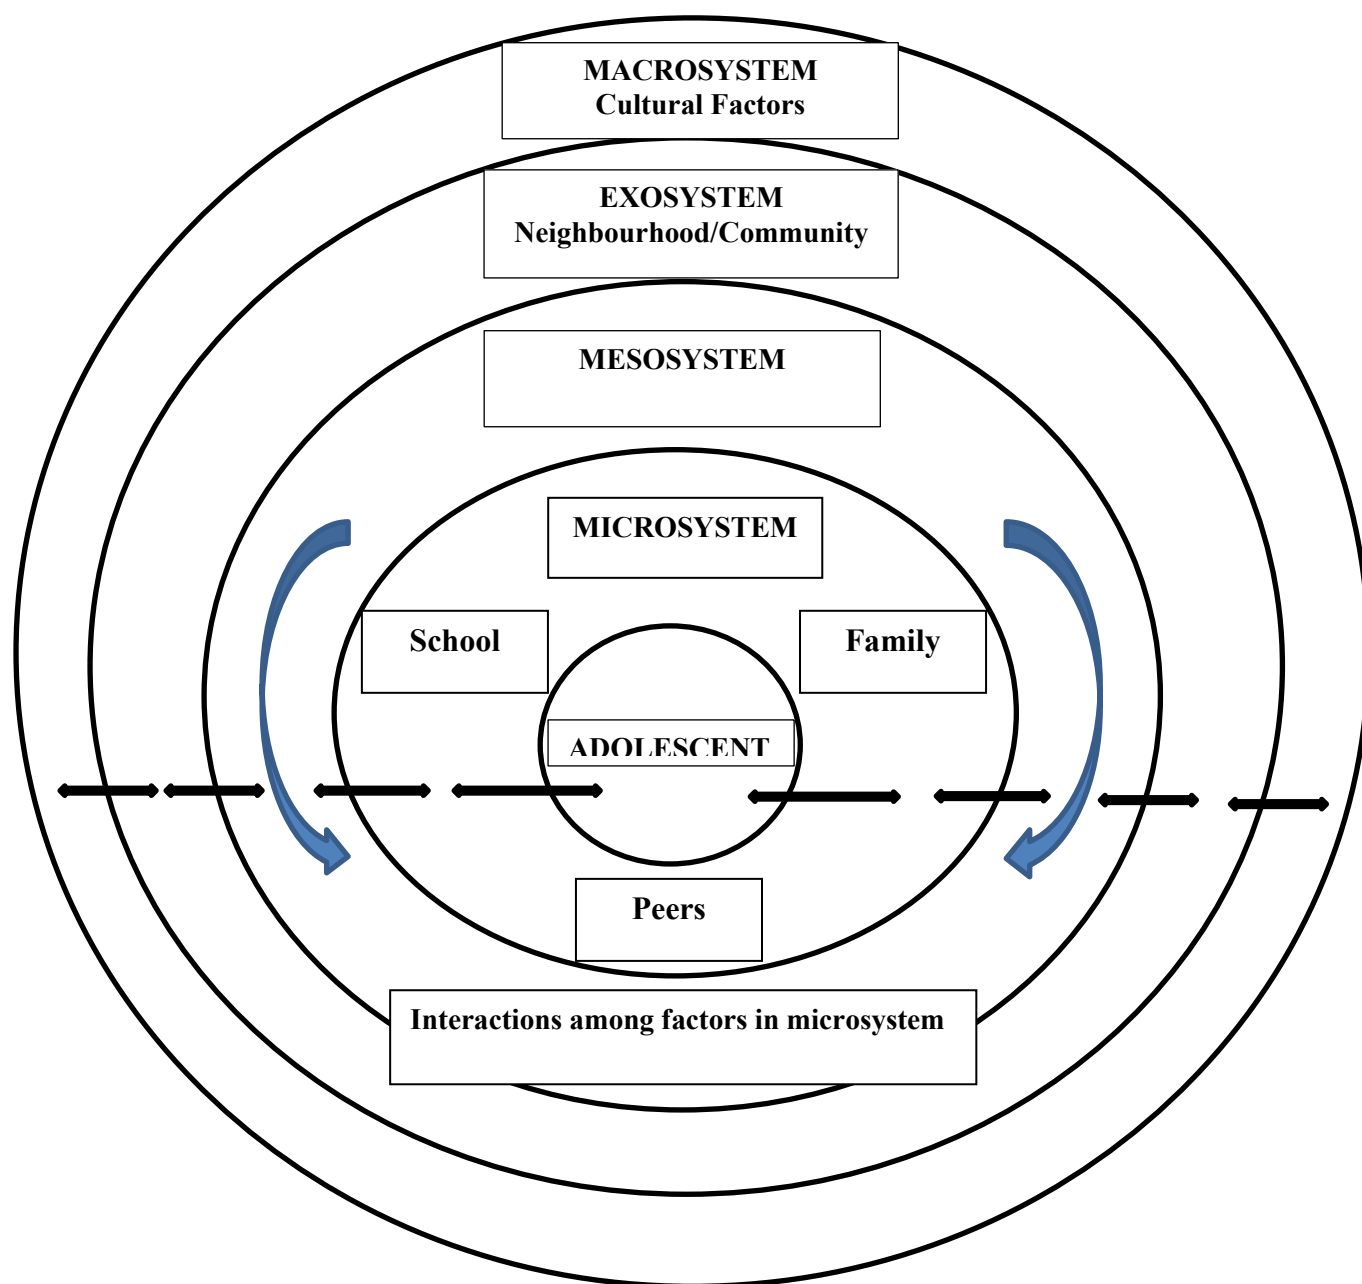 MACROSYSTEM
Cultural Factors
EXOSYSTEM
Neighbourhood/Community
MESOSYSTEM
MICROSYSTEM
School
Family
ADOLESCENT
Peers
Interactions among factors in microsystem